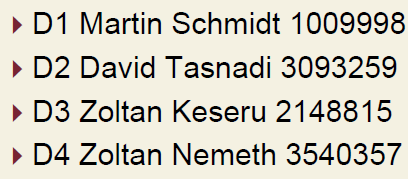 D1 Martin Schmidt 1009998
D2 David Tasnadi 3093259
D3 Zoltan Keseru 2148815
D4 Zoltan Nemeth 3540357